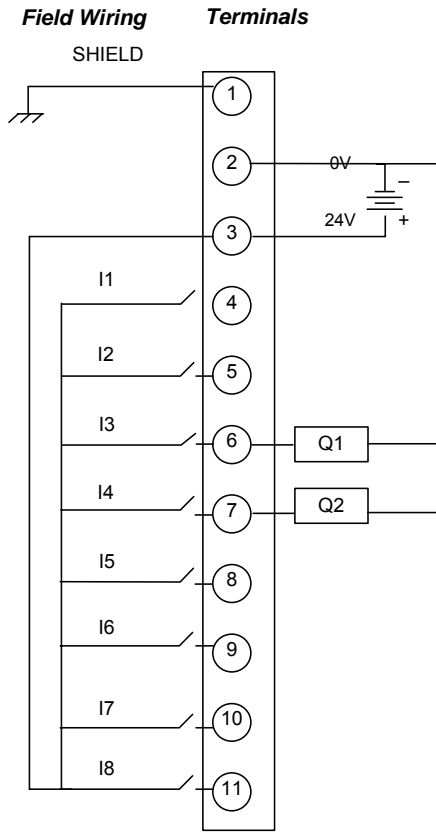 Field Wiring Terminals
SHIELD
1
2 0V –
3 24V +
I1 4
I2 5
I3 6 Q1
I4 7 Q2
I5 8
I6 9
I7 10
I8 11